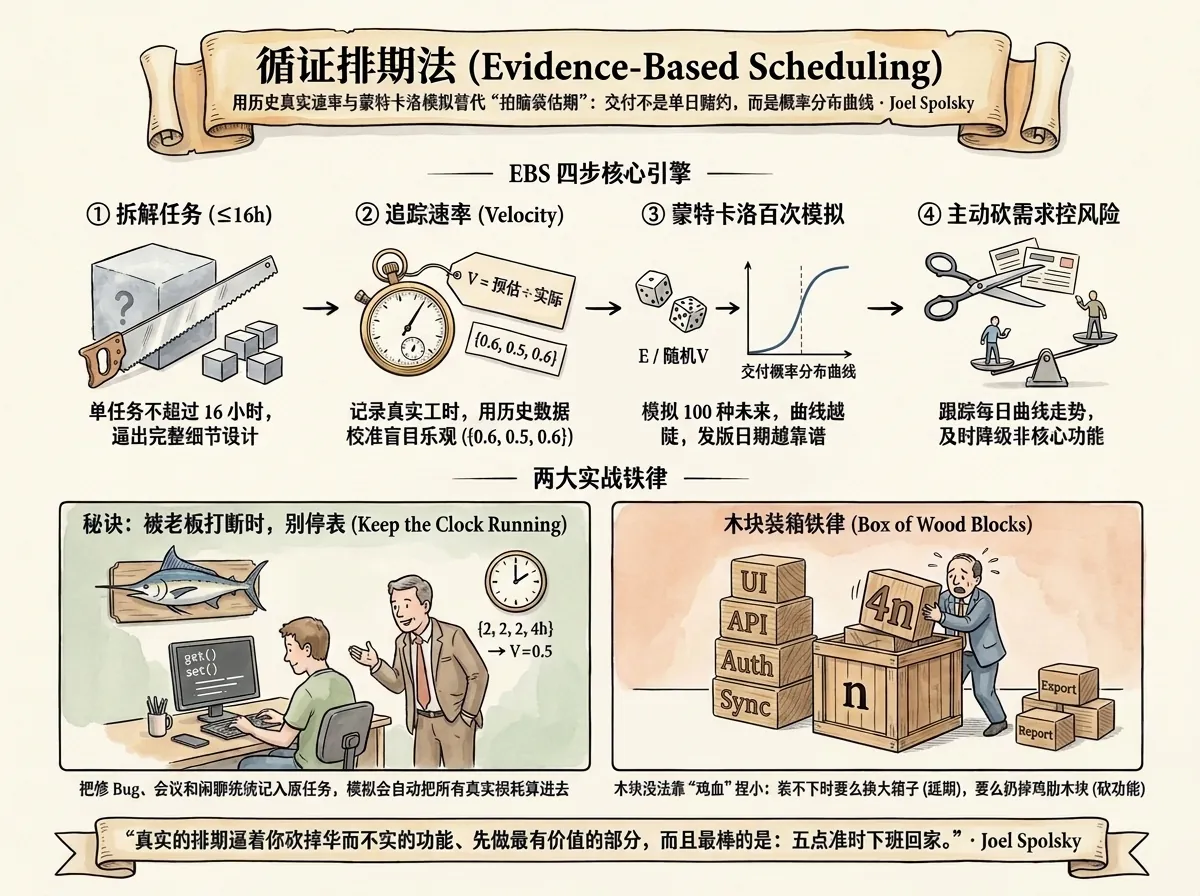 循证排期法 (Evidence-Based Scheduling)
用历史真实速率与蒙特卡洛模拟替代“拍脑袋估期”：交付不是单日赌约，而是概率分布曲线 · Joel Spolsky
EBS 四步核心引擎
① 拆解任务 (≤16h)
?
单任务不超过 16 小时，
逼出完整细节设计
② 追踪速率 (Velocity)
V = 预估÷实际
{0.6, 0.5, 0.6}
记录真实工时，用历史数据
校准盲目乐观 ({0.6, 0.5, 0.6})
③ 蒙特卡洛百次模拟
E / 随机V
交付概率分布曲线
模拟 100 种未来，曲线越
陡，发版日期越靠谱
④ 主动砍需求控风险
跟踪每日曲线走势，
及时降级非核心功能
两大实战铁律
秘诀：被老板打断时，别停表 (Keep the Clock Running)
{2, 2, 2, 4h}
→ V=0.5
get()
set()
把修 Bug、会议和闲聊统统记入原任务，模拟会自动把所有真实损耗算进去
木块装箱铁律 (Box of Wood Blocks)
UI
API
Auth
Sync
4n
n
Export
Report
木块没法靠“鸡血”捏小：装不下时要么换大箱子 (延期)，要么扔掉鸡肋木块 (砍功能)
“真实的排期逼着你砍掉华而不实的功能、先做最有价值的部分，而且最棒的是：五点准时下班回家。” · Joel Spolsky